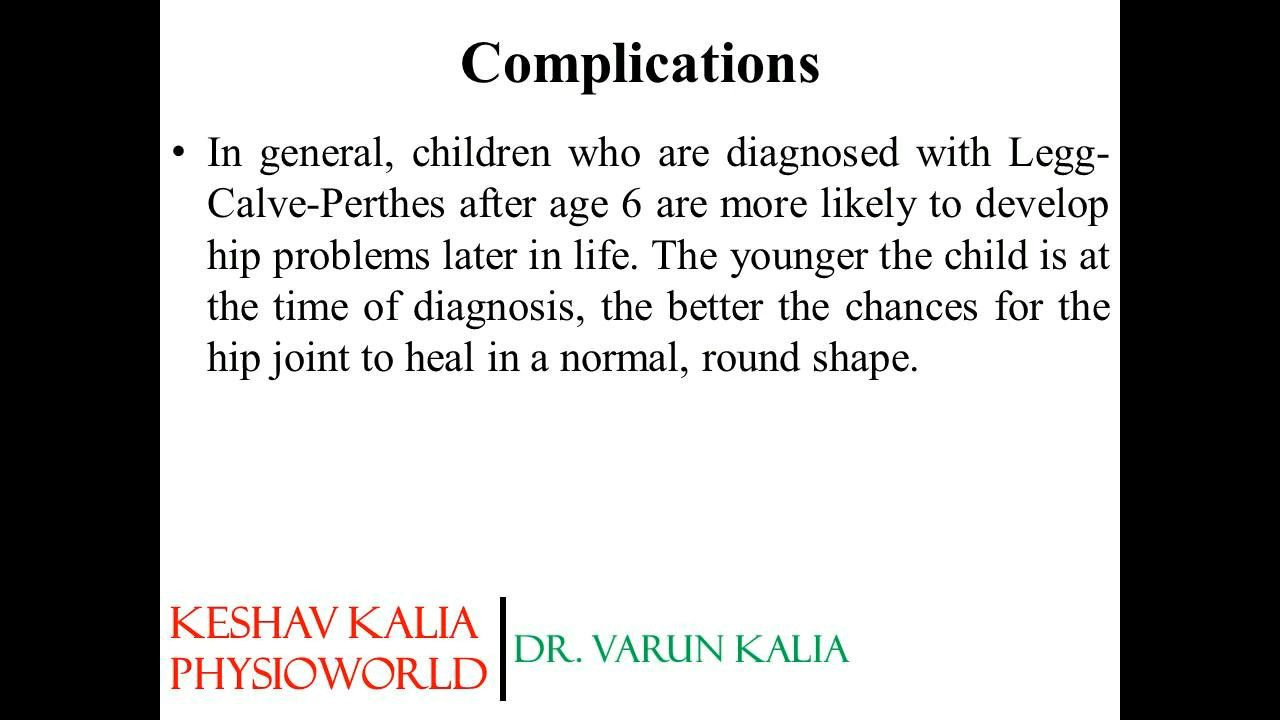 Complications
• In general, children who are diagnosed with Legg-
Calve-Perthes after age 6 are more likely to develop
hip problems later in life. The younger the child is at
the time of diagnosis, the better the chances for the
hip joint to heal in a normal, round shape.
KESHAV KALIA
PHYSIOWORLD
DR. VARUN KALIA